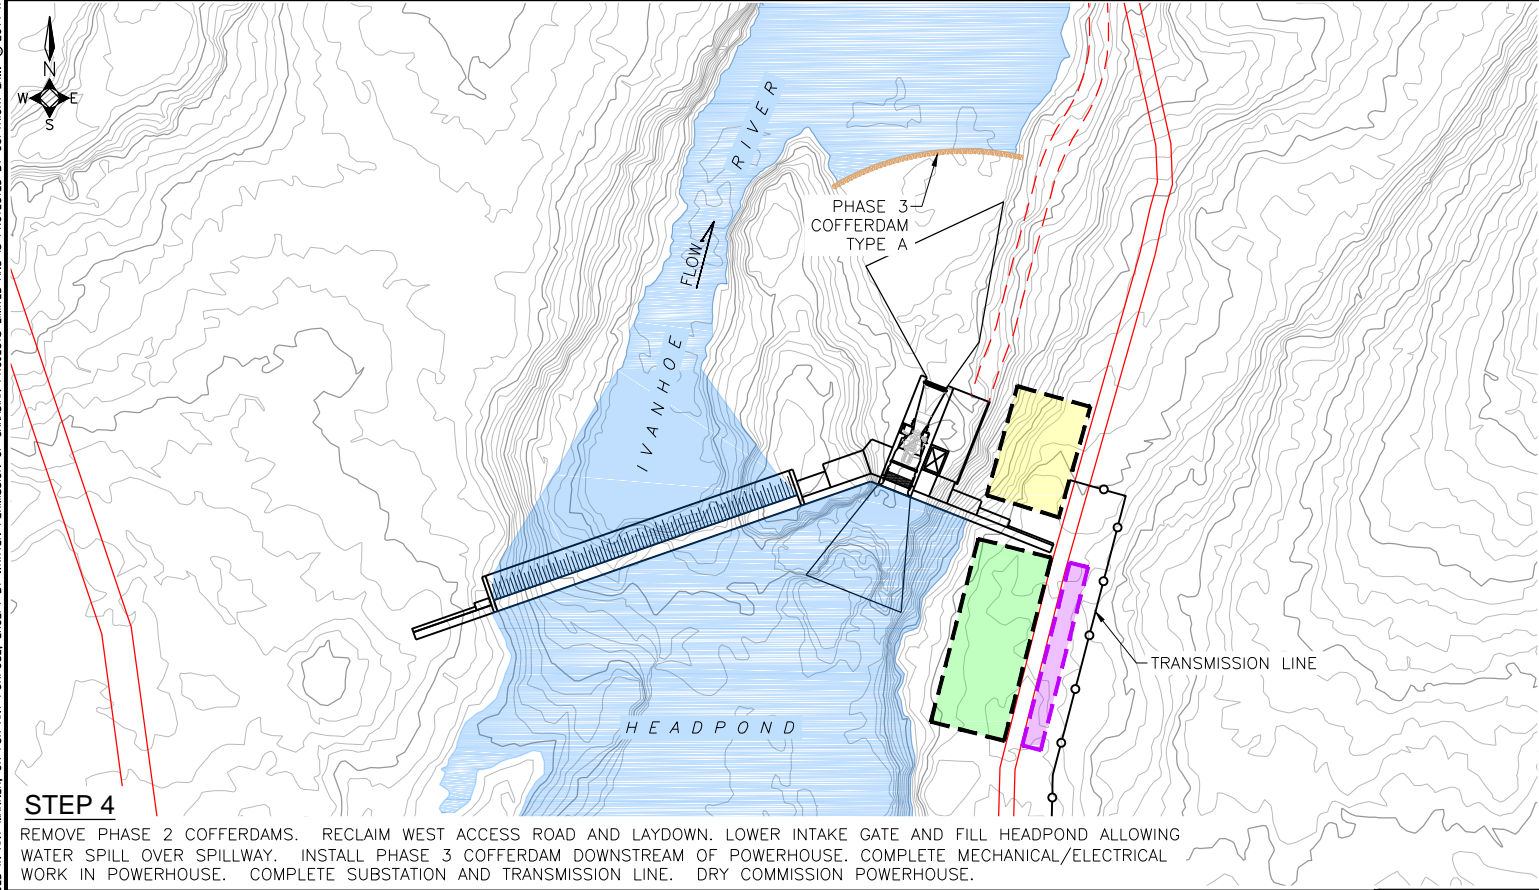 N
W E
S
RIVER
PHASE 3
COFFERDAM
TYPE A
FLOW
IVANHOE
TRANSMISSION LINE
HEADPOND
STEP 4
REMOVE PHASE 2 COFFERDAMS. RECLAIM WEST ACCESS ROAD AND LAYDOWN. LOWER INTAKE GATE AND FILL HEADPOND ALLOWING
WATER SPILL OVER SPILLWAY. INSTALL PHASE 3 COFFERDAM DOWNSTREAM OF POWERHOUSE. COMPLETE MECHANICAL/ELECTRICAL
WORK IN POWERHOUSE. COMPLETE SUBSTATION AND TRANSMISSION LINE. DRY COMMISSION POWERHOUSE.